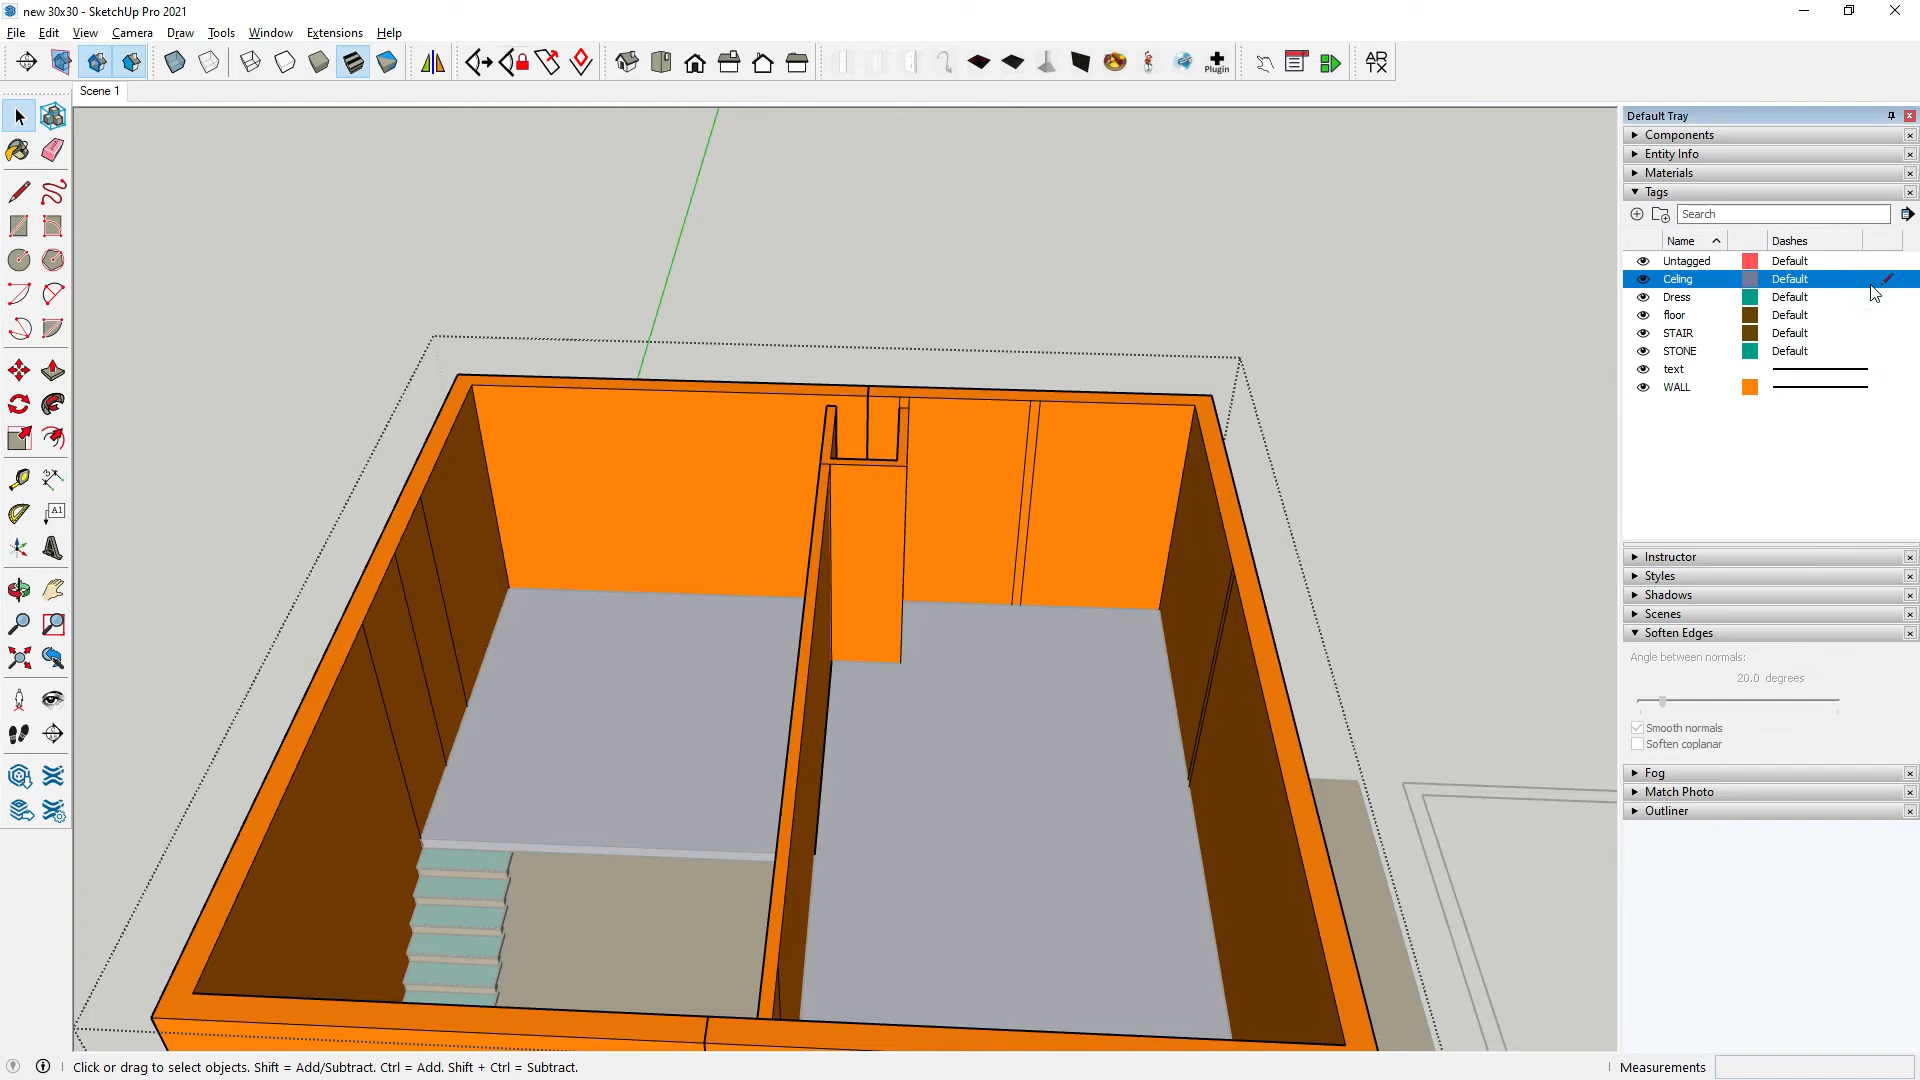 new 30x30 - SketchUp Pro 2021
File Edit View Camera Draw Tools Window Extensions Help
Plugin
AR
TX
Scene 1
Default Tray
Components
Entity Info
Materials
Tags
Search
Name Dashes
Untagged Default
Celing Default
Dress Default
floor Default
STAIR Default
STONE Default
text
WALL
A1
Instructor
Styles
Shadows
Scenes
Soften Edges
Angle between normals:
20.0 degrees
Smooth normals
Soften coplanar
Fog
Match Photo
Outliner
Click or drag to select objects. Shift = Add/Subtract. Ctrl = Add. Shift + Ctrl = Subtract.
Measurements